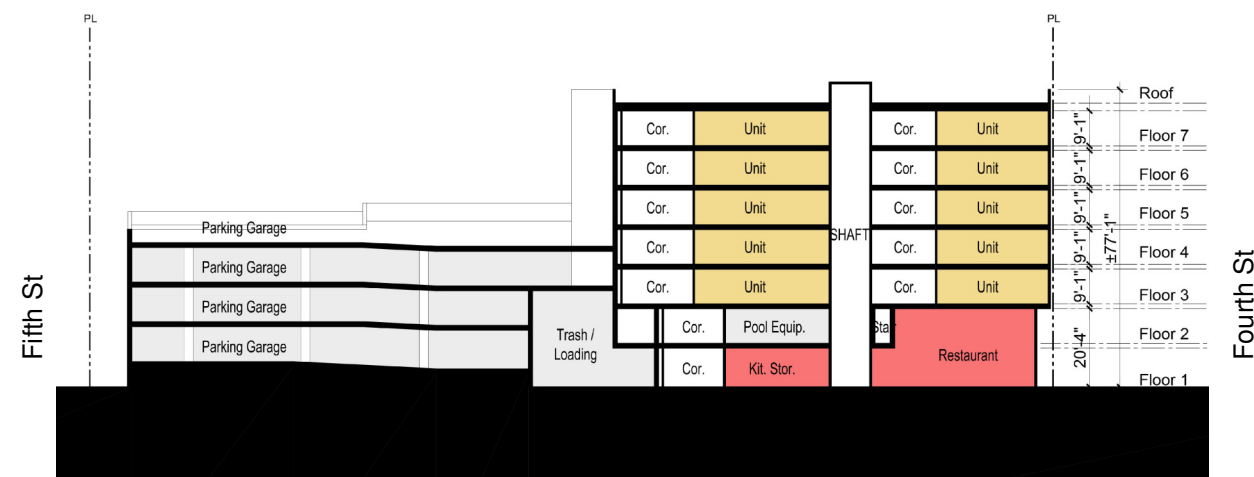 PL
PL
Roof
Cor.
Unit
Cor.
Unit
9'-1"
Floor 7
Cor.
Unit
Cor.
Unit
9'-1"
Floor 6
Cor.
Unit
Cor.
Unit
9'-1"
Floor 5
Parking Garage
SHAFT
Cor.
Unit
Cor.
Unit
9'-1"
±77'-1"
Floor 4
Parking Garage
Cor.
Unit
Cor.
Unit
9'-1"
Floor 3
Parking Garage
Trash /
Loading
Cor.
Pool Equip.
Stair
Floor 2
Parking Garage
Restaurant
20'-4"
Cor.
Kit. Stor.
Floor 1
Fifth St
Fourth St